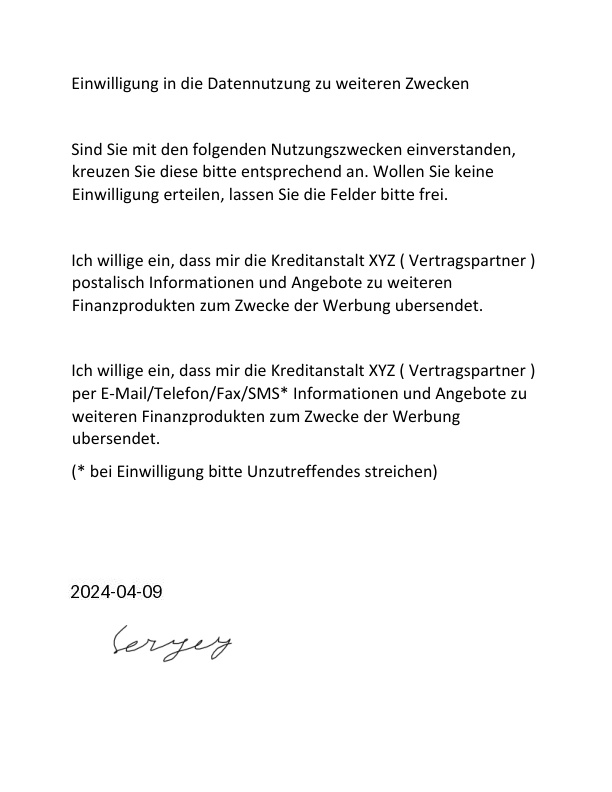 Einwilligung in die Datennutzung zu weiteren Zwecken
Sind Sie mit den folgenden Nutzungszwecken einverstanden,
kreuzen Sie diese bitte entsprechend an. Wollen Sie keine
Einwilligung erteilen, lassen Sie die Felder bitte frei.
Ich willige ein, dass mir die Kreditanstalt XYZ ( Vertragspartner )
postalisch Informationen und Angebote zu weiteren
Finanzprodukten zum Zwecke der Werbung ubersendet.
Ich willige ein, dass mir die Kreditanstalt XYZ ( Vertragspartner )
per E-Mail/Telefon/Fax/SMS* Informationen und Angebote zu
weiteren Finanzprodukten zum Zwecke der Werbung
ubersendet.
(* bei Einwilligung bitte Unzutreffendes streichen)
2024-04-09
Sergey